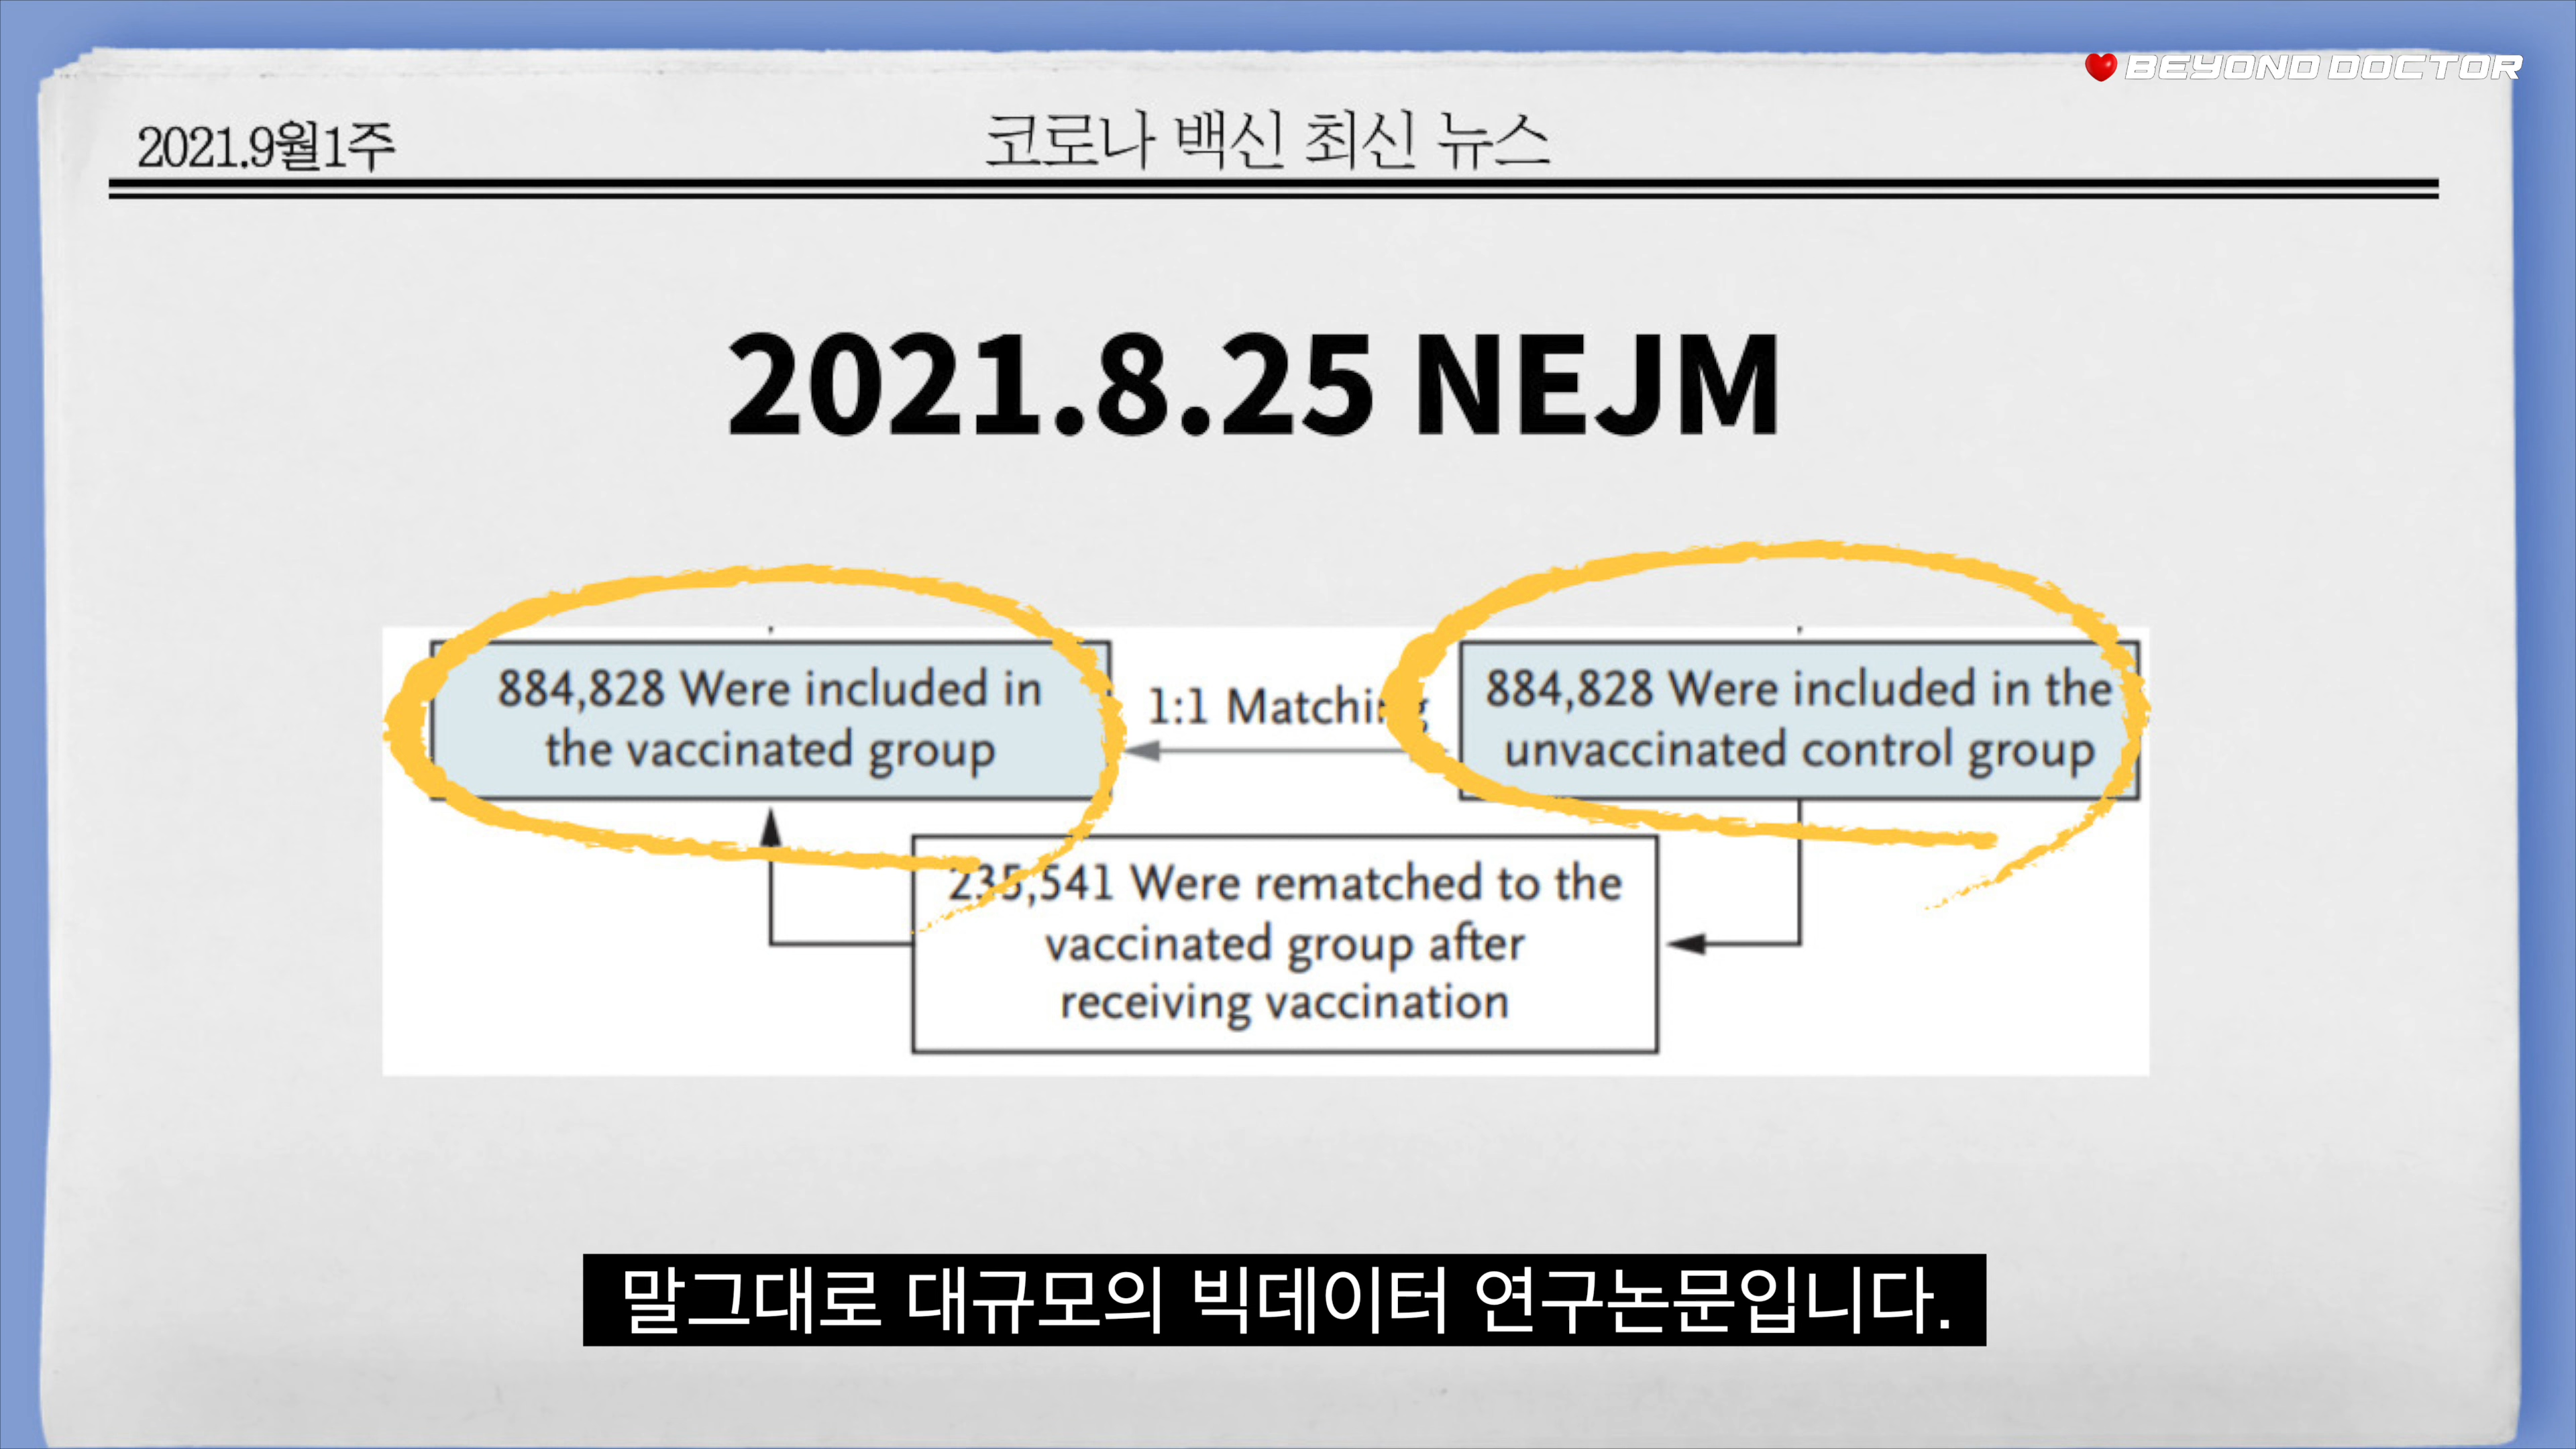 BEYOND DOCTOR
2021.9월1주
코로나 백신 최신 뉴스
2021.8.25 NEJM
884,828 Were included in
the vaccinated group
1:1 Matching
884,828 Were included in the
unvaccinated control group
235,541 Were rematched to the
vaccinated group after
receiving vaccination
말그대로 대규모의 빅데이터 연구논문입니다.